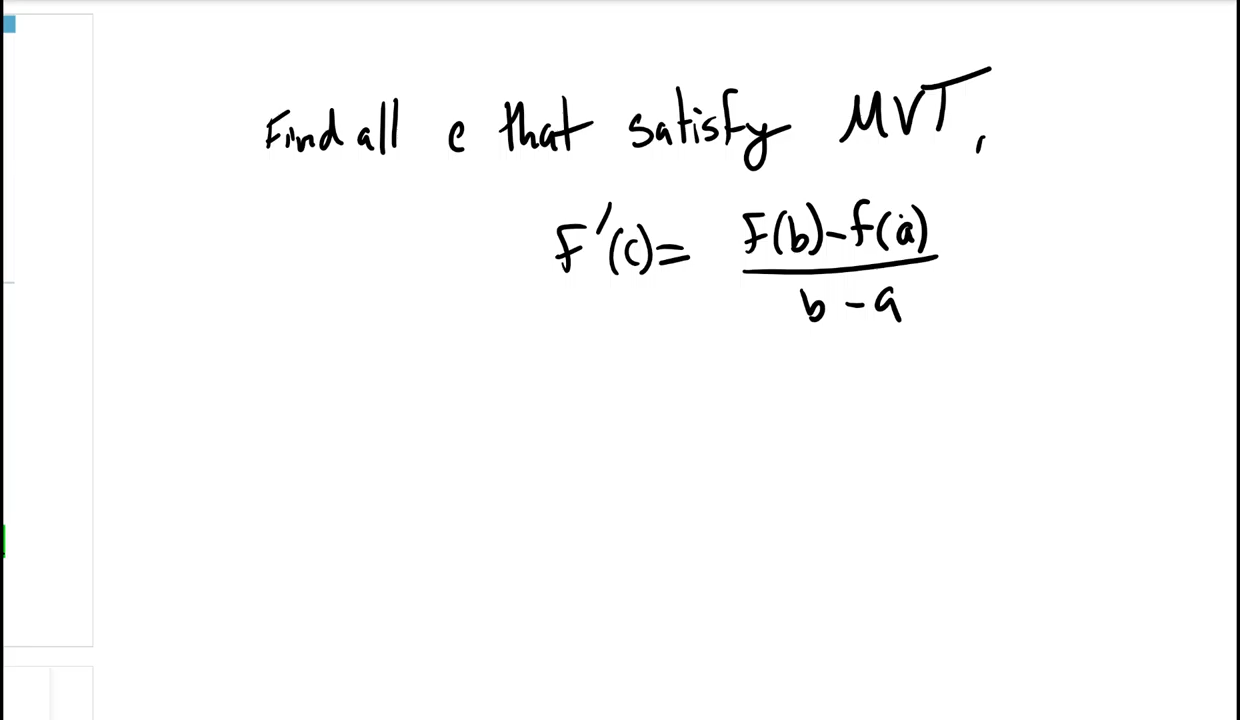 Find all c that satisfy MVT.
F'(c) = F(b) - f(a)
b - a